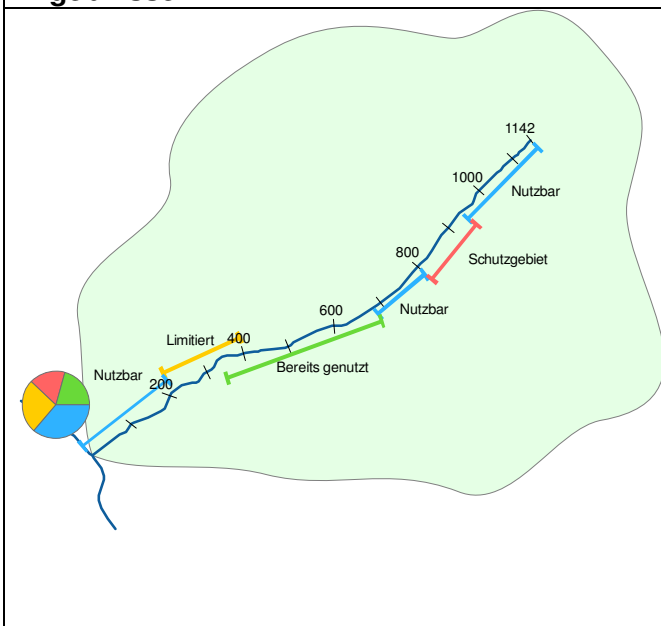 1142
1000
Nutzbar
800
Schutzgebiet
600
Nutzbar
Limitiert
400
Bereits genutzt
Nutzbar
200